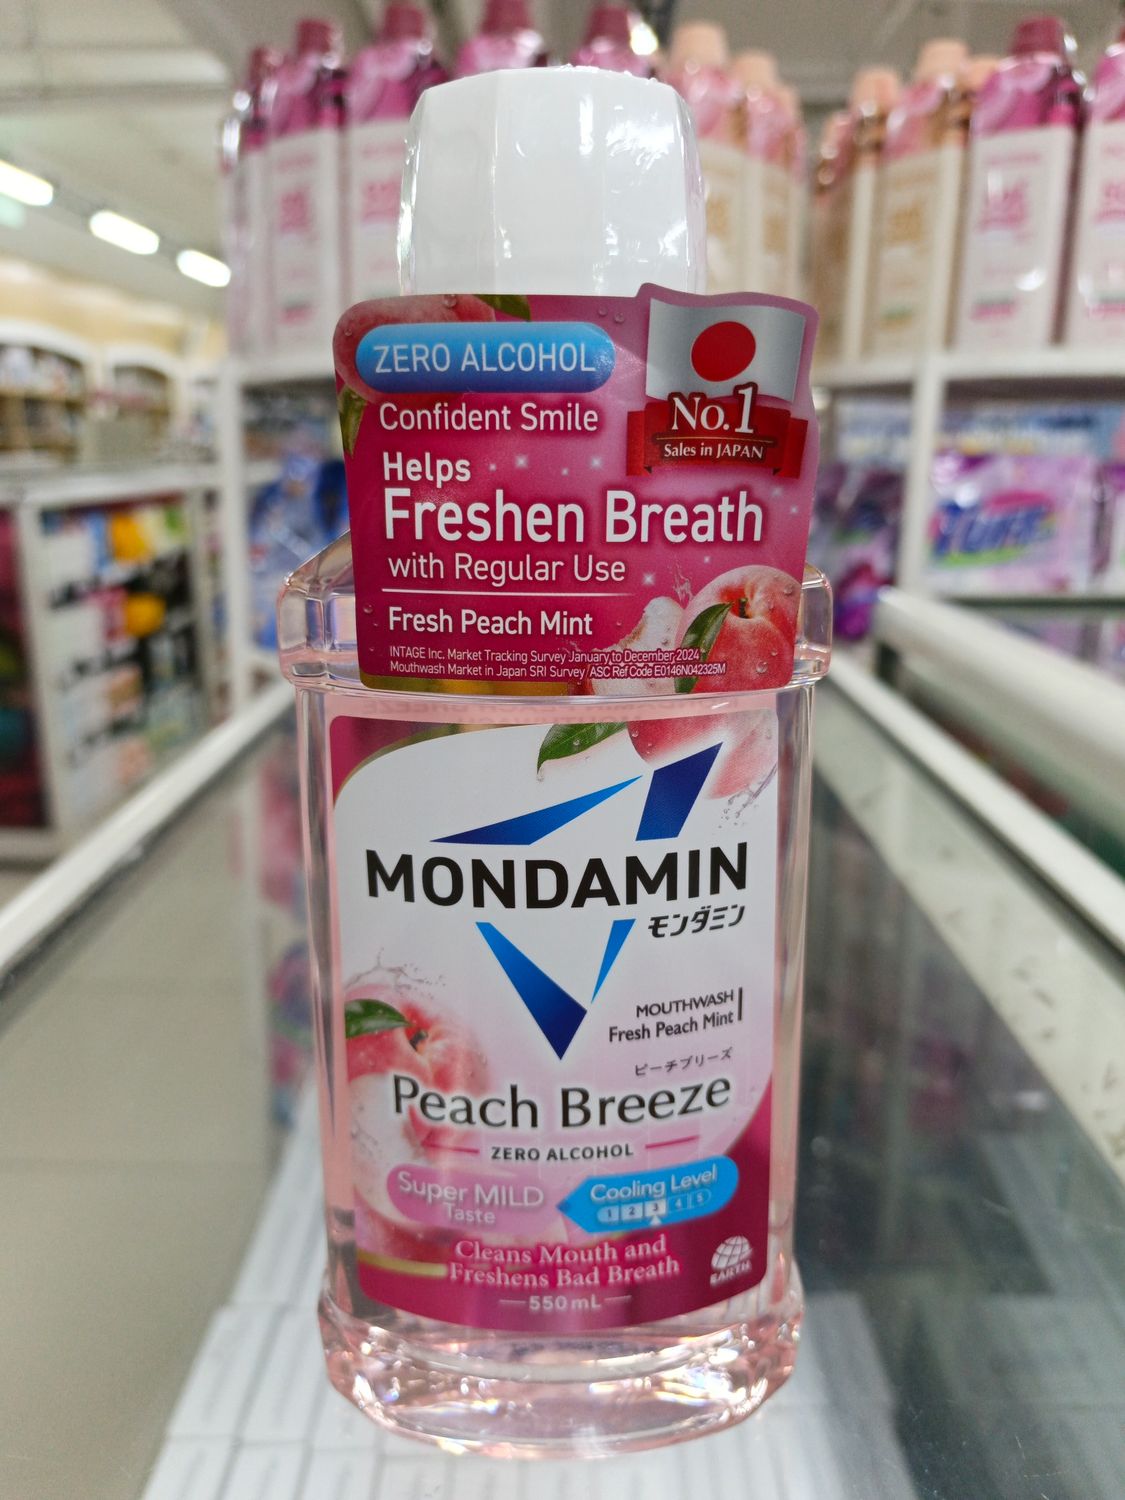 ZERO ALCOHOL
Confident Smile
No.1
Sales in JAPAN
Helps
Freshen Breath
with Regular Use
Fresh Peach Mint
INTAGE Inc. Market Tracking Survey January to December 2024
Mouthwash Market in Japan SRI Survey ASC Ref Code E0146N042325M
MONDAMIN
モンダミン
MOUTHWASH
Fresh Peach Mint
ピーチブリーズ
Peach Breeze
ZERO ALCOHOL
Super MILD
Taste
Cooling Level
1 2 3 4 5
Cleans Mouth and
Freshens Bad Breath
EARTH
550mL